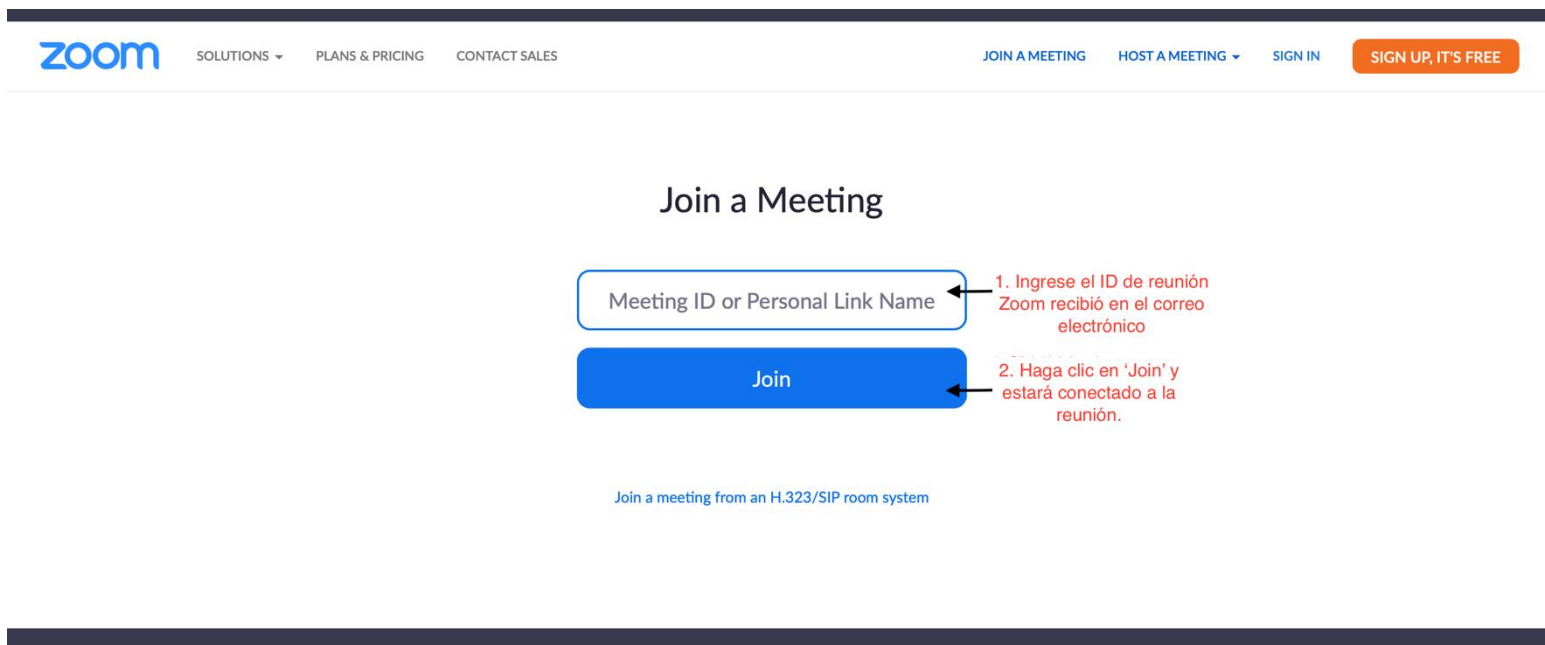 zoom SOLUTIONS PLANS & PRICING CONTACT SALES JOIN A MEETING HOST A MEETING SIGN IN SIGN UP, IT'S FREE
Join a Meeting
Meeting ID or Personal Link Name
1. Ingrese el ID de reunión
Zoom recibió en el correo
electrónico
Join
2. Haga clic en ‘Join’ y
estará conectado a la
reunión.
Join a meeting from an H.323/SIP room system